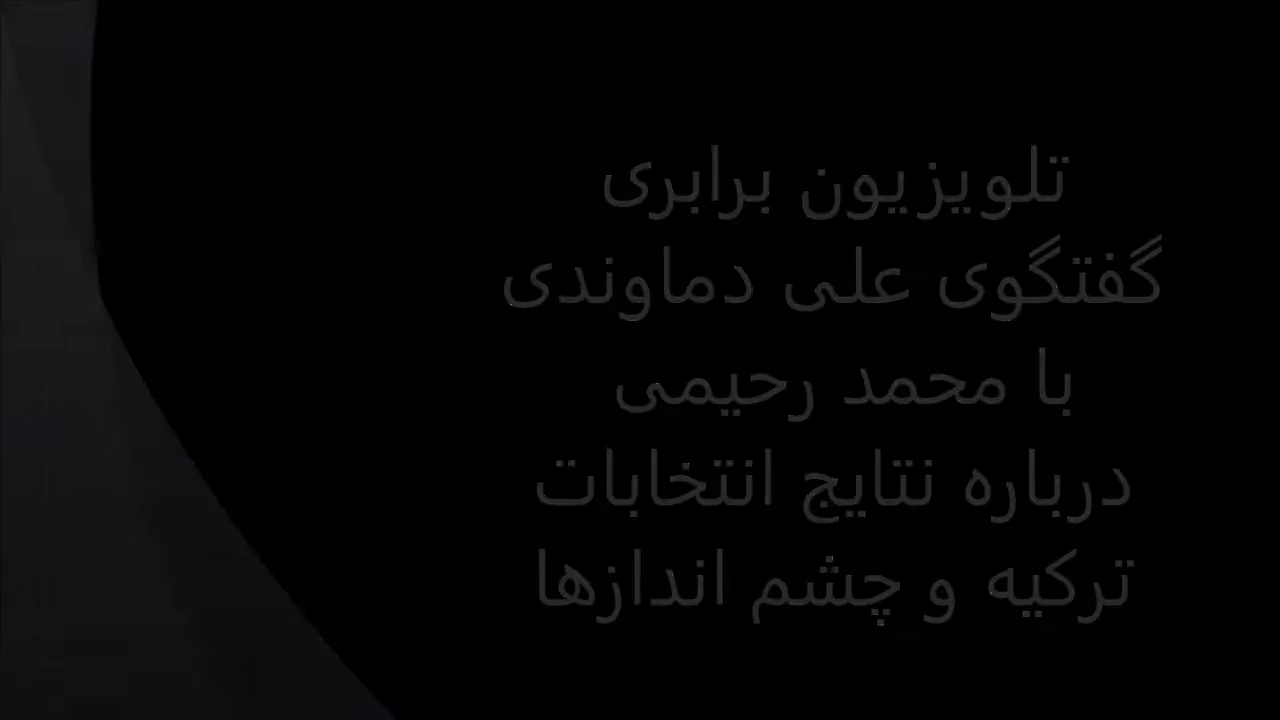 تلویزیون برابری
گفتگوی علی دماوندی
با محمد رحیمی
درباره نتایج انتخابات
ترکیه و چشم اندازها